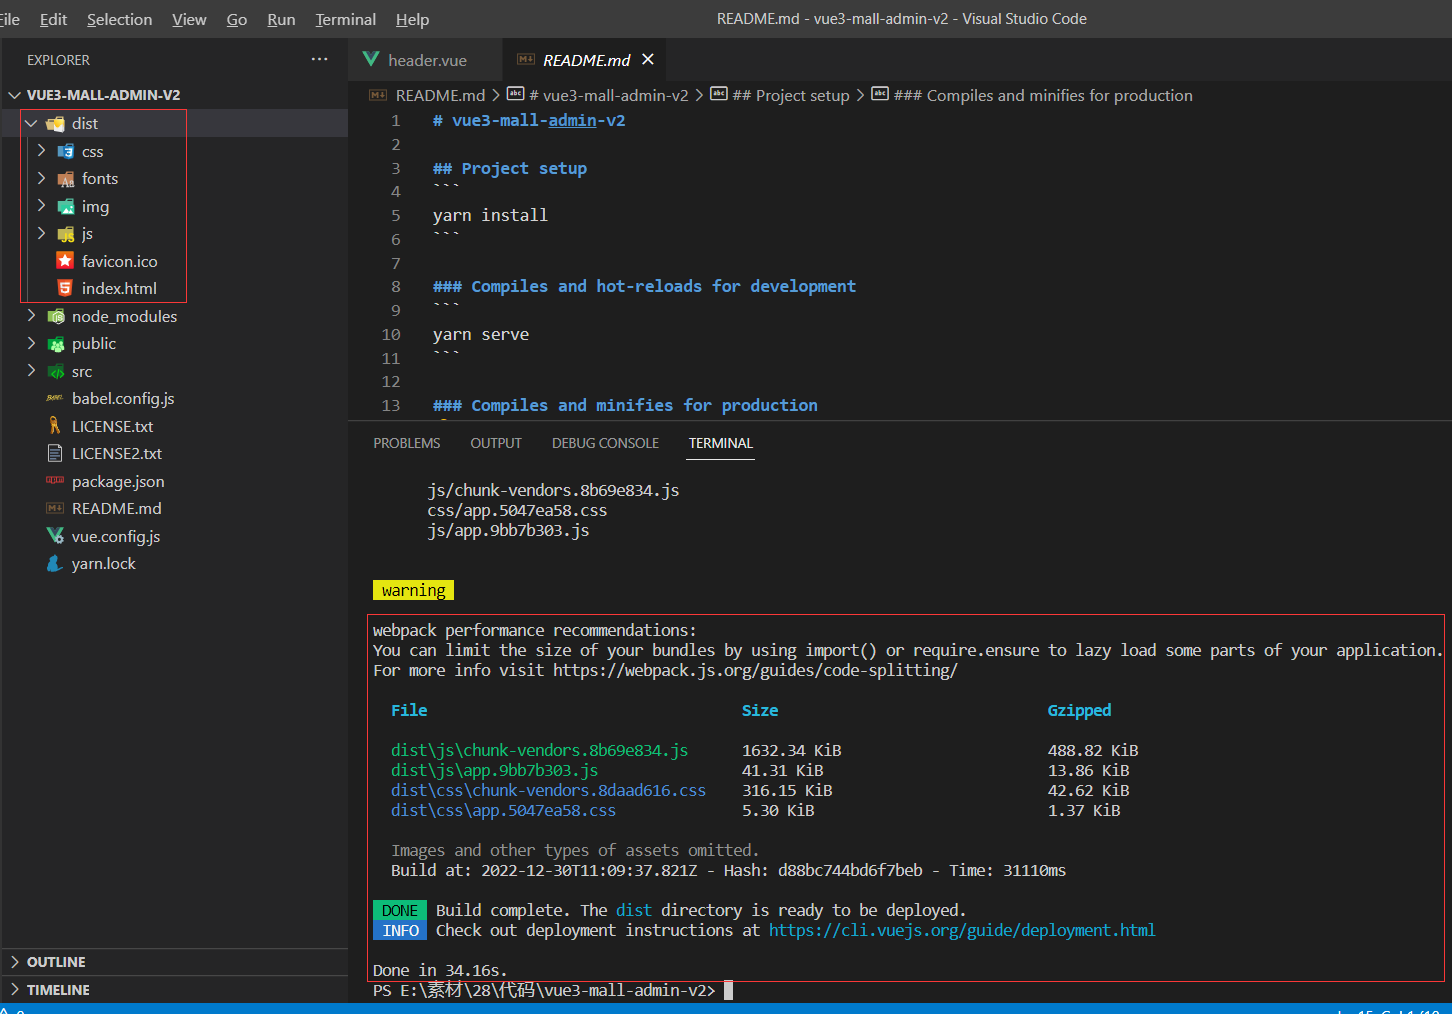 File Edit Selection View Go Run Terminal Help
README.md - vue3-mall-admin-v2 - Visual Studio Code
EXPLORER
VUE3-MALL-ADMIN-V2
dist
css
fonts
img
js
favicon.ico
index.html
node_modules
public
src
babel.config.js
LICENSE.txt
LICENSE2.txt
package.json
README.md
vue.config.js
yarn.lock
OUTLINE
TIMELINE
header.vue README.md
README.md > # vue3-mall-admin-v2 > ## Project setup > ### Compiles and minifies for production
1 # vue3-mall-admin-v2
2
3 ## Project setup
4 ```
5 yarn install
6 ```
7
8 ### Compiles and hot-reloads for development
9 ```
10 yarn serve
11 ```
12
13 ### Compiles and minifies for production
PROBLEMS OUTPUT DEBUG CONSOLE TERMINAL
js/chunk-vendors.8b69e834.js
css/app.5047ea58.css
js/app.9bb7b303.js
warning
webpack performance recommendations:
You can limit the size of your bundles by using import() or require.ensure to lazy load some parts of your application.
For more info visit https://webpack.js.org/guides/code-splitting/
File Size Gzipped
dist\js\chunk-vendors.8b69e834.js 1632.34 KiB 488.82 KiB
dist\js\app.9bb7b303.js 41.31 KiB 13.86 KiB
dist\css\chunk-vendors.8daad616.css 316.15 KiB 42.62 KiB
dist\css\app.5047ea58.css 5.30 KiB 1.37 KiB
Images and other types of assets omitted.
Build at: 2022-12-30T11:09:37.821Z - Hash: d88bc744bd6f7beb - Time: 31110ms
DONE Build complete. The dist directory is ready to be deployed.
INFO Check out deployment instructions at https://cli.vuejs.org/guide/deployment.html
Done in 34.16s.
PS E:\素材\28\代码\vue3-mall-admin-v2>